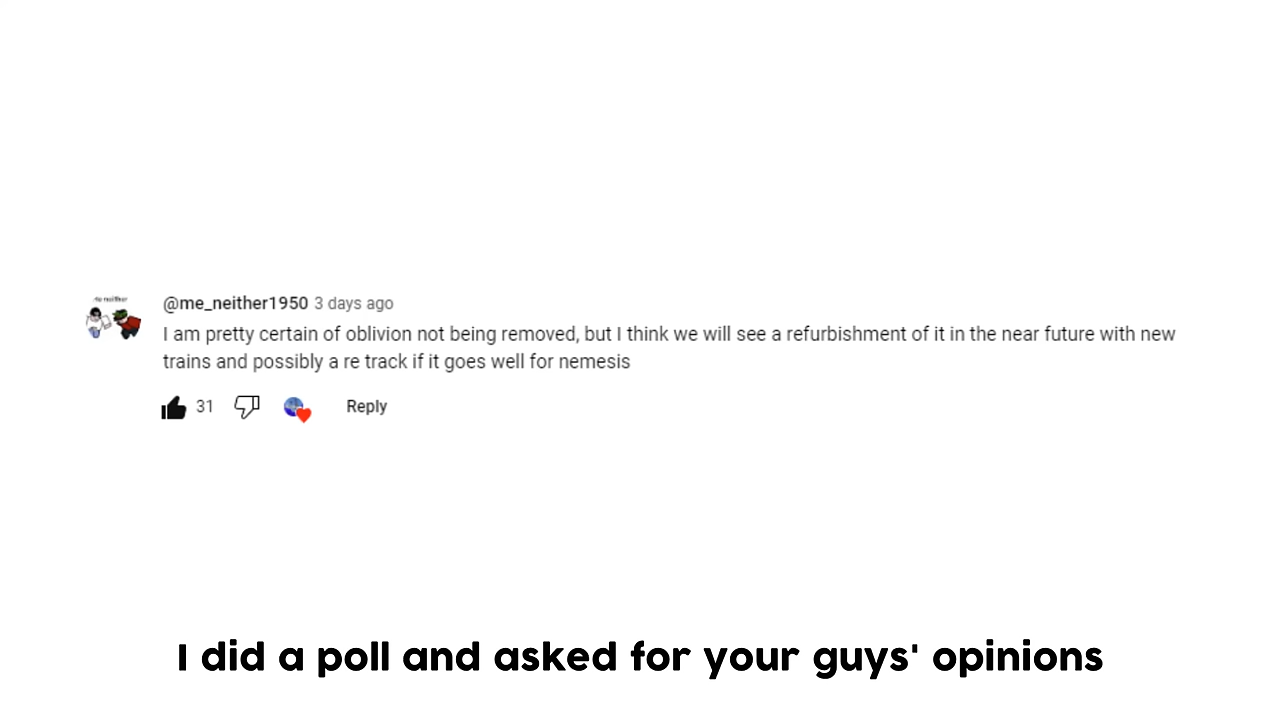 me neither
@me_neither1950 3 days ago
I am pretty certain of oblivion not being removed, but I think we will see a refurbishment of it in the near future with new
trains and possibly a re track if it goes well for nemesis
31 Reply
I did a poll and asked for your guys' opinions